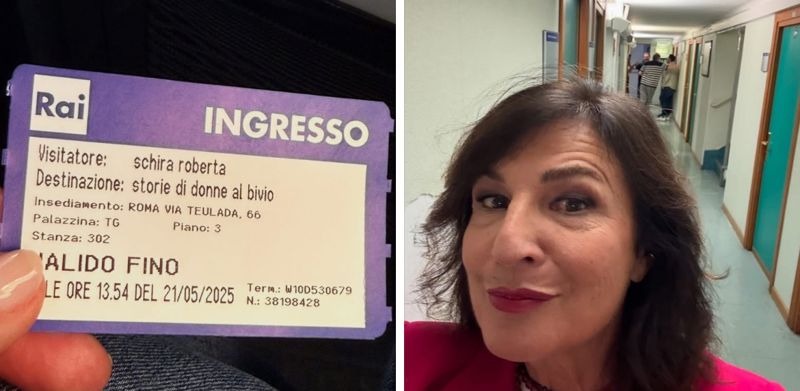 Rai
INGRESSO
Visitatore: schira roberta
Destinazione: storie di donne al bivio
Insediamento: ROMA VIA TEULADA, 66
Palazzina: TG Piano: 3
Stanza: 302
ALIDO FINO
LE ORE 13.54 DEL 21/05/2025
Term.: W10D530679
N.: 38198428